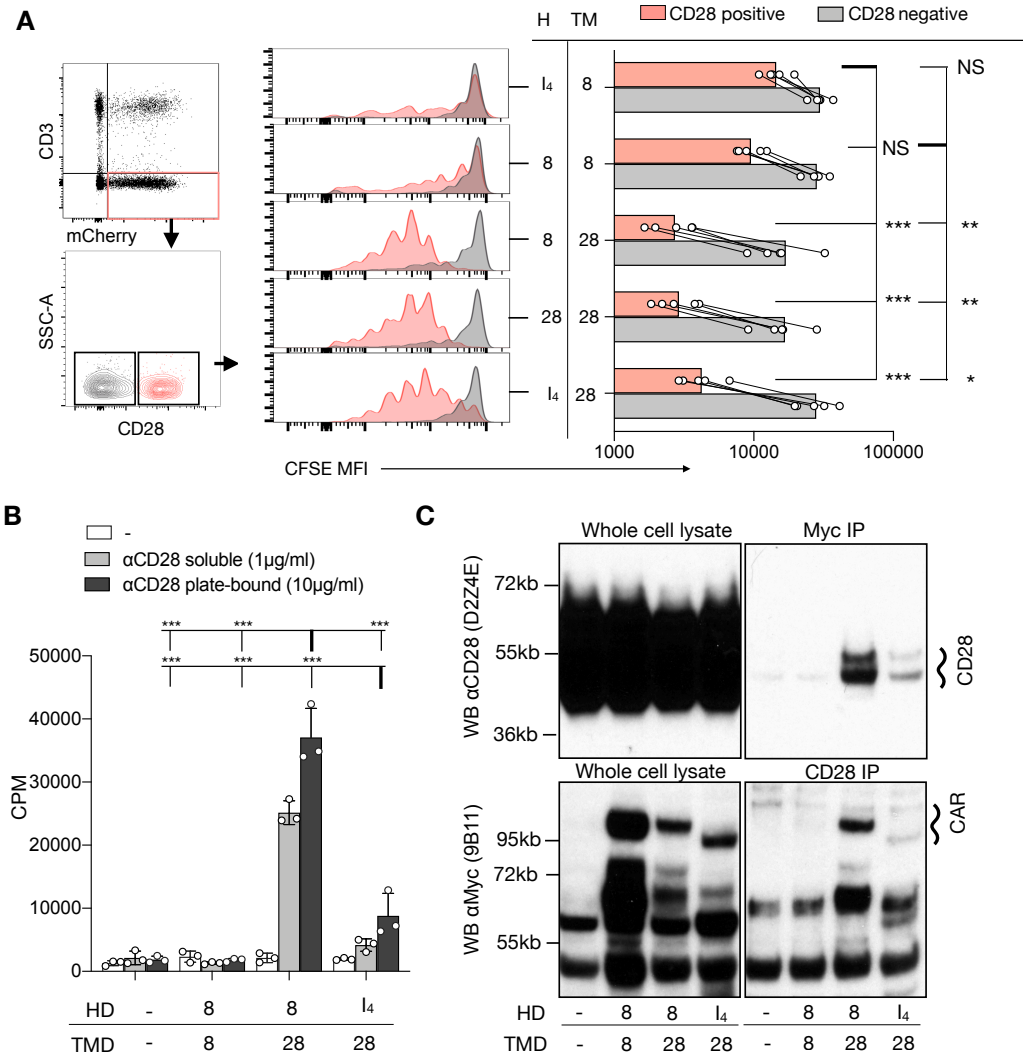 A
H TM
CD28 positive
CD28 negative
CD3
mCherry
SSC-A
CD28
I4 8
8 8
8 28
28 28
I4 28
NS
NS
*** **
*** **
*** *
1000 10000 100000
CFSE MFI
B
-
αCD28 soluble (1µg/ml)
αCD28 plate-bound (10µg/ml)
*** *** ***
*** *** ***
CPM
50000
40000
30000
20000
10000
0
HD - 8 8 I4
TMD - 8 28 28
C
Whole cell lysate Myc IP
WB αCD28 (D2Z4E)
72kb
55kb
36kb
CD28
Whole cell lysate CD28 IP
WB αMyc (9B11)
95kb
72kb
55kb
CAR
HD - 8 8 I4 - 8 8 I4
TMD - 8 28 28 - 8 28 28